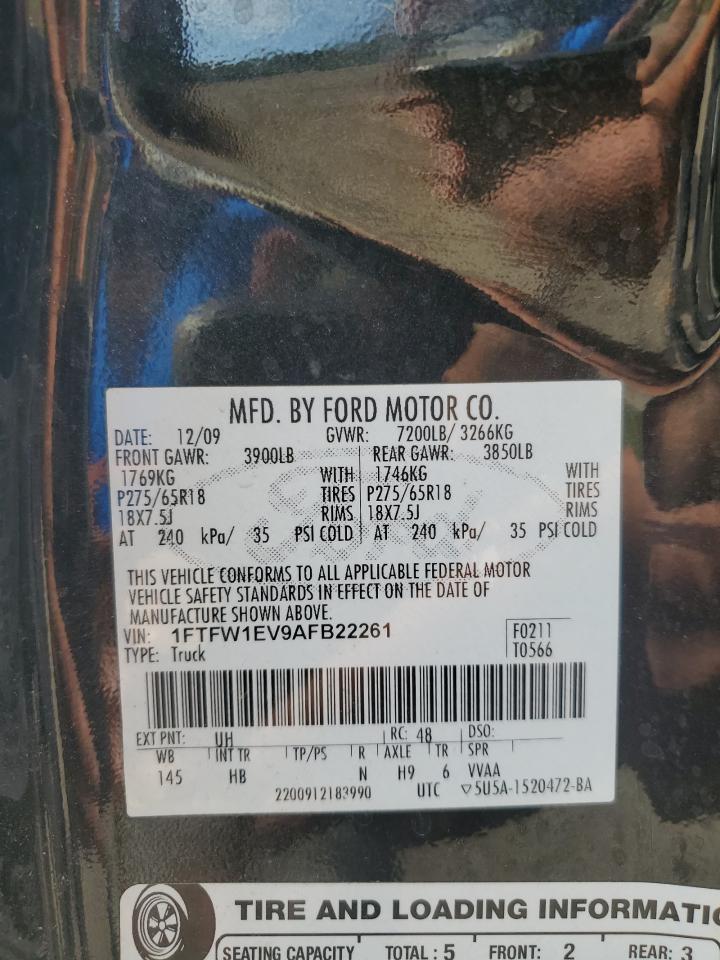 MFD. BY FORD MOTOR CO.
DATE: 12/09 GVWR: 7200LB/ 3266KG
FRONT GAWR: 3900LB REAR GAWR: 3850LB
1769KG WITH 1746KG WITH
P275/65R18 TIRES P275/65R18 TIRES
18X7.5J RIMS 18X7.5J RIMS
AT 240 kPa/ 35 PSI COLD AT 240 kPa/ 35 PSI COLD
THIS VEHICLE CONFORMS TO ALL APPLICABLE FEDERAL MOTOR
VEHICLE SAFETY STANDARDS IN EFFECT ON THE DATE OF
MANUFACTURE SHOWN ABOVE.
VIN: 1FTFW1EV9AFB22261 F0211
TYPE: Truck T0566
EXT PNT: UH RC: 48 DSO:
WB INT TR TP/PS R AXLE TR SPR
145 HB N H9 6 VVAA
2200912183990 UTC ▽5U5A-1520472-BA
TIRE AND LOADING INFORMATIO
SEATING CAPACITY TOTAL : 5 FRONT: 2 REAR: 3